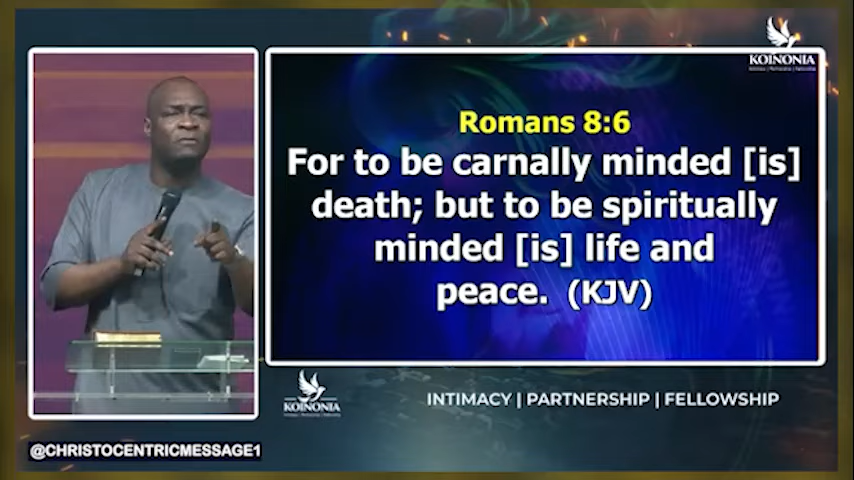 KOINONIA
Romans 8:6
For to be carnally minded [is]
death; but to be spiritually
minded [is] life and
peace. (KJV)
KOINONIA
INTIMACY | PARTNERSHIP | FELLOWSHIP
@CHRISTOCENTRICMESSAGE1